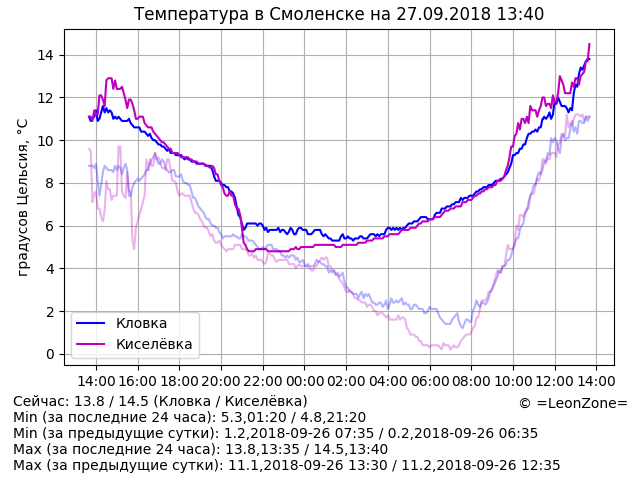 Температура в Смоленске на 27.09.2018 13:40
градусов Цельсия, °C
14
12
10
8
6
4
2
0
Кловка
Киселёвка
14:00 16:00 18:00 20:00 22:00 00:00 02:00 04:00 06:00 08:00 10:00 12:00 14:00
Сейчас: 13.8 / 14.5 (Кловка / Киселёвка)
© =LeonZone=
Min (за последние 24 часа): 5.3,01:20 / 4.8,21:20
Min (за предыдущие сутки): 1.2,2018-09-26 07:35 / 0.2,2018-09-26 06:35
Max (за последние 24 часа): 13.8,13:35 / 14.5,13:40
Max (за предыдущие сутки): 11.1,2018-09-26 13:30 / 11.2,2018-09-26 12:35